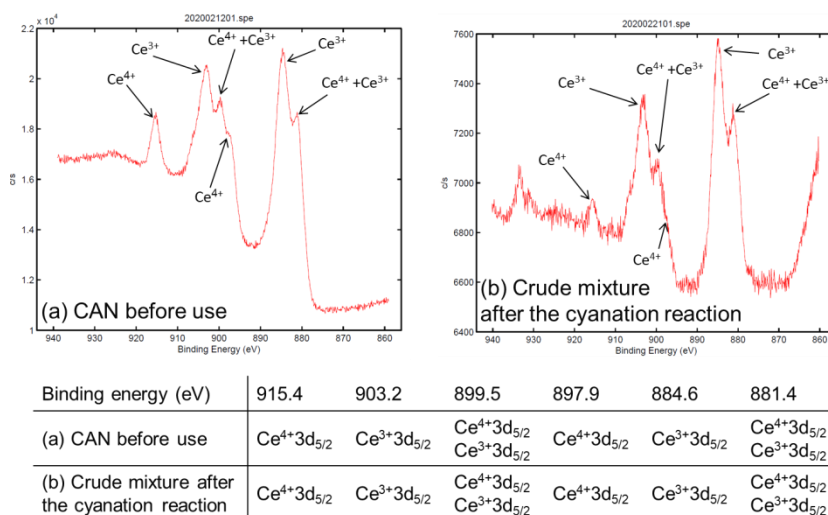 2020021201.spe
x 10⁴
2.2
2
1.8
1.6
1.4
1.2
1
c/s
Ce⁴⁺
Ce³⁺
Ce⁴⁺ +Ce³⁺
Ce³⁺
Ce⁴⁺ +Ce³⁺
Ce⁴⁺
(a) CAN before use
940 930 920 910 900 890 880 870 860
Binding Energy (eV)
2020022101.spe
7600
7400
7200
7000
6800
6600
6400
c/s
Ce³⁺
Ce⁴⁺ +Ce³⁺
Ce³⁺
Ce⁴⁺ +Ce³⁺
Ce⁴⁺
Ce⁴⁺
(b) Crude mixture
after the cyanation reaction
940 930 920 910 900 890 880 870 860
Binding Energy (eV)
Binding energy (eV) 915.4 903.2 899.5 897.9 884.6 881.4
(a) CAN before use Ce⁴⁺3d₅/₂ Ce³⁺3d₅/₂ Ce⁴⁺3d₅/₂ Ce³⁺3d₅/₂ Ce⁴⁺3d₅/₂ Ce³⁺3d₅/₂ Ce⁴⁺3d₅/₂ Ce³⁺3d₅/₂
(b) Crude mixture after
the cyanation reaction Ce⁴⁺3d₅/₂ Ce³⁺3d₅/₂ Ce⁴⁺3d₅/₂ Ce³⁺3d₅/₂ Ce⁴⁺3d₅/₂ Ce³⁺3d₅/₂ Ce⁴⁺3d₅/₂ Ce³⁺3d₅/₂